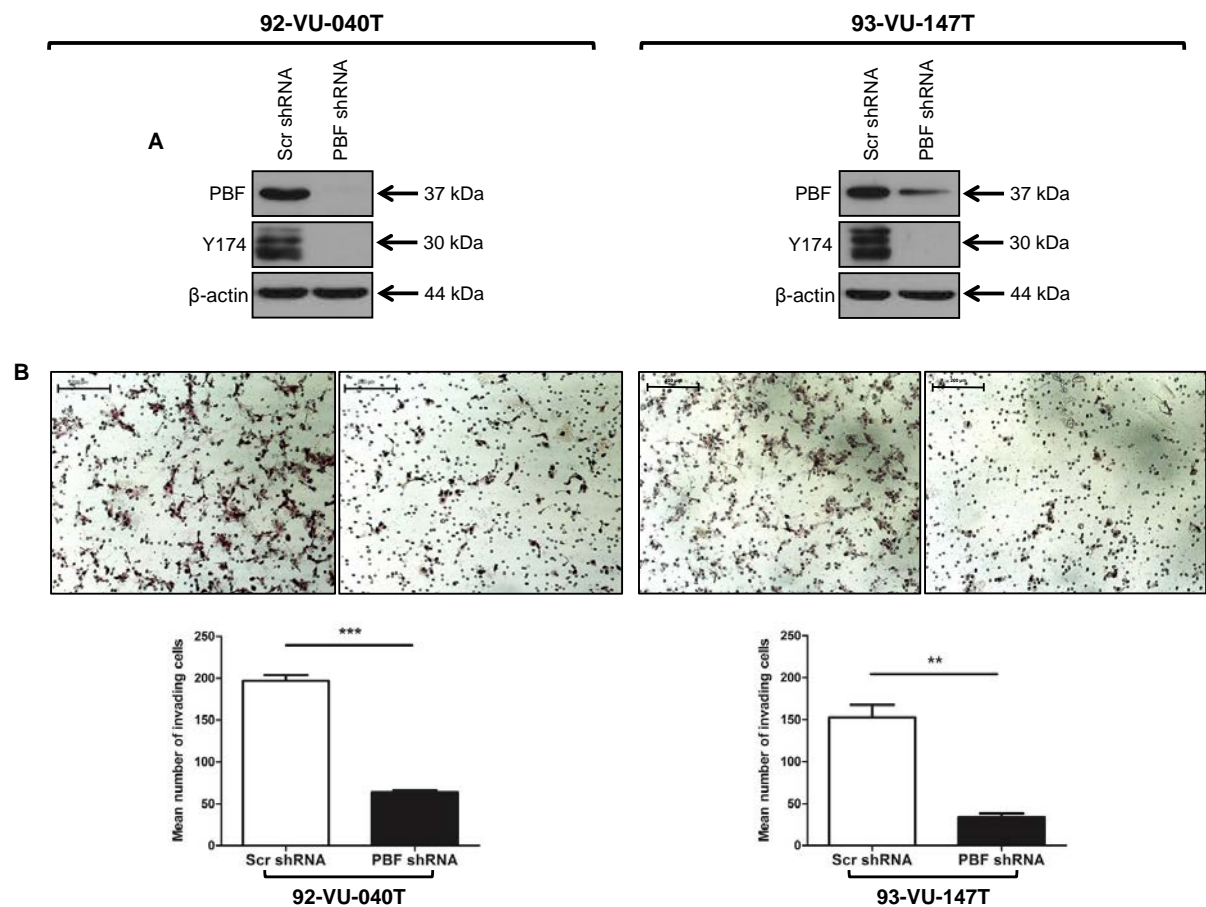 92-VU-040T
93-VU-147T
A
Scr shRNA
PBF shRNA
PBF
37 kDa
Y174
30 kDa
β-actin
44 kDa
Scr shRNA
PBF shRNA
PBF
37 kDa
Y174
30 kDa
β-actin
44 kDa
B
Mean number of invading cells
250
200
150
100
50
0
***
Scr shRNA
PBF shRNA
92-VU-040T
Mean number of invading cells
250
200
150
100
50
0
**
Scr shRNA
PBF shRNA
93-VU-147T